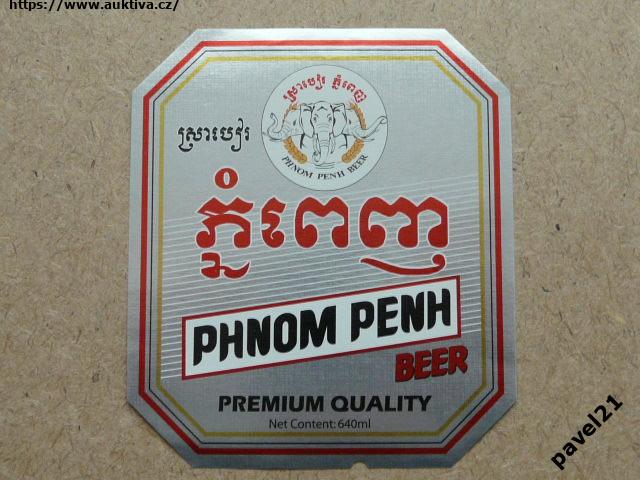 https://www.auktiva.cz/
ស្រាបៀរ ភ្នំពេញ
PHNOM PENH BEER
ស្រាបៀរ
ភ្នំពេញ
PHNOM PENH
BEER
PREMIUM QUALITY
Net Content: 640ml
pavel21